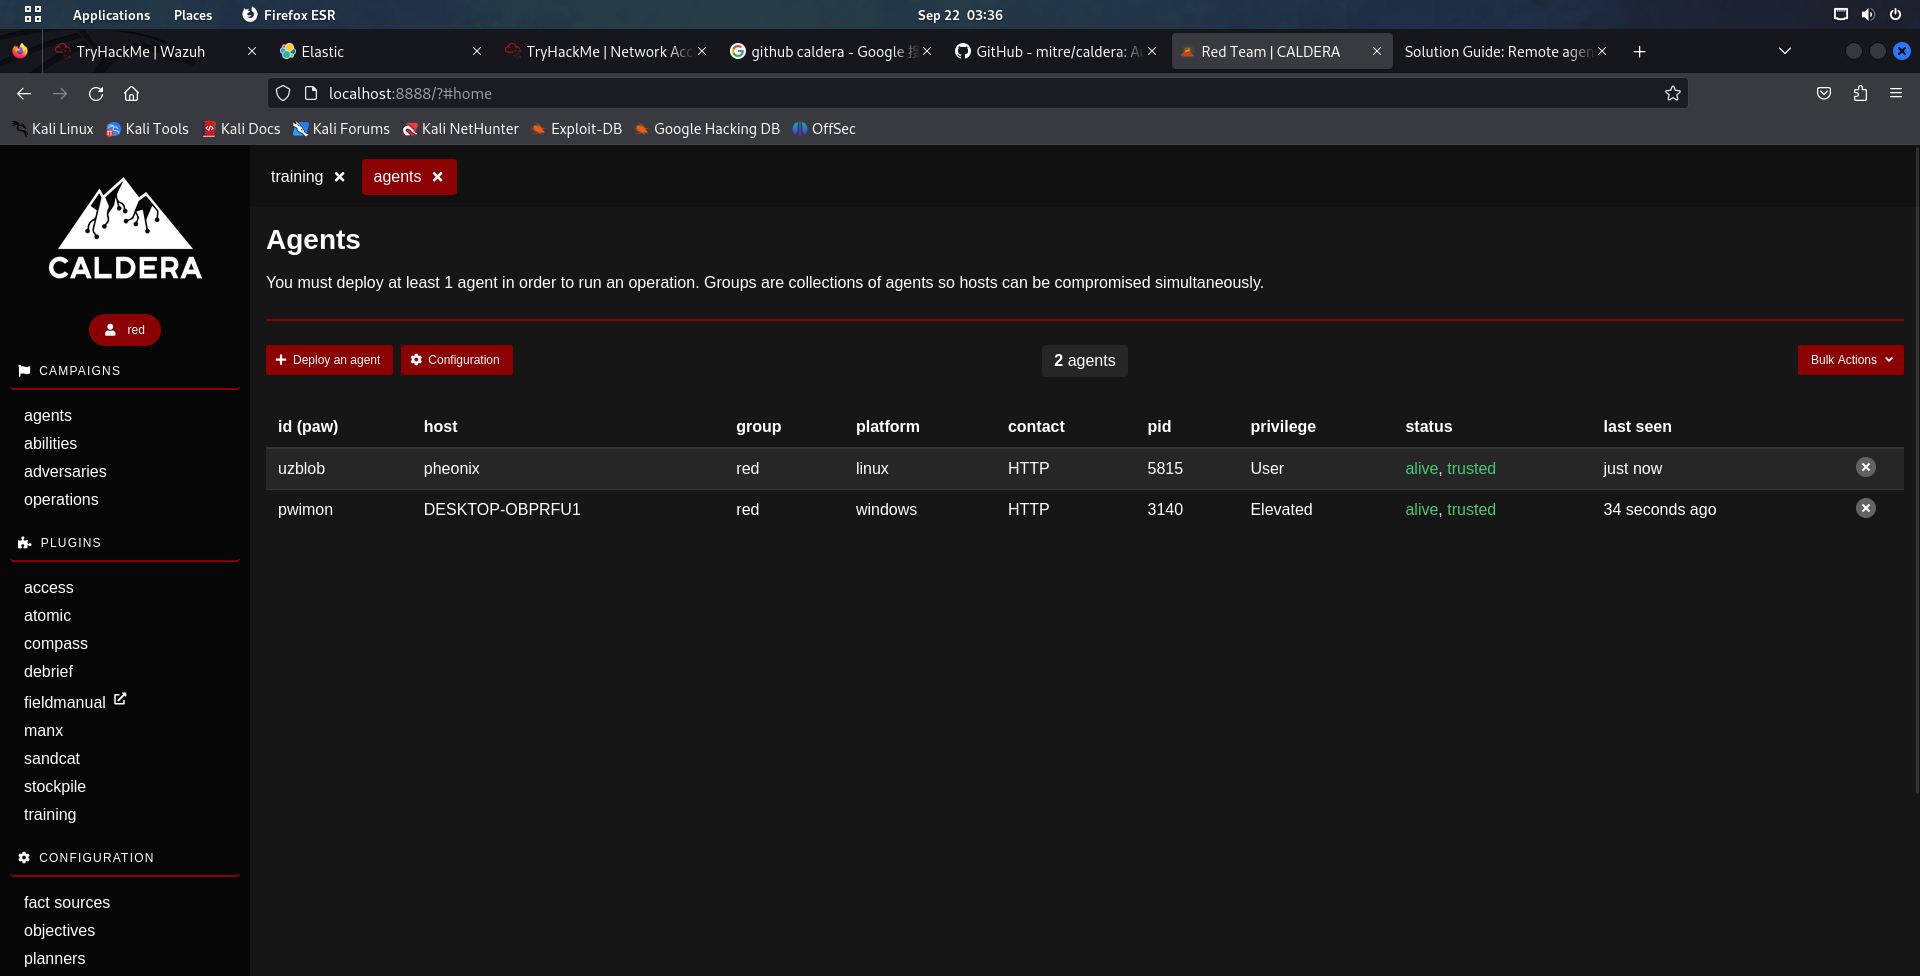 Applications Places Firefox ESR Sep 22 03:36
TryHackMe | Wazuh Elastic TryHackMe | Network Acc github caldera - Google GitHub - mitre/caldera: Red Team | CALDERA Solution Guide: Remote agen
localhost:8888/?#home
Kali Linux Kali Tools Kali Docs Kali Forums Kali NetHunter Exploit-DB Google Hacking DB OffSec
CALDERA
red
CAMPAIGNS
agents
abilities
adversaries
operations
PLUGINS
access
atomic
compass
debrief
fieldmanual
manx
sandcat
stockpile
training
CONFIGURATION
fact sources
objectives
planners
training agents
Agents
You must deploy at least 1 agent in order to run an operation. Groups are collections of agents so hosts can be compromised simultaneously.
Deploy an agent Configuration 2 agents Bulk Actions
id (paw) host group platform contact pid privilege status last seen
uzblob pheonix red linux HTTP 5815 User alive, trusted just now
pwimon DESKTOP-OBPRFU1 red windows HTTP 3140 Elevated alive, trusted 34 seconds ago